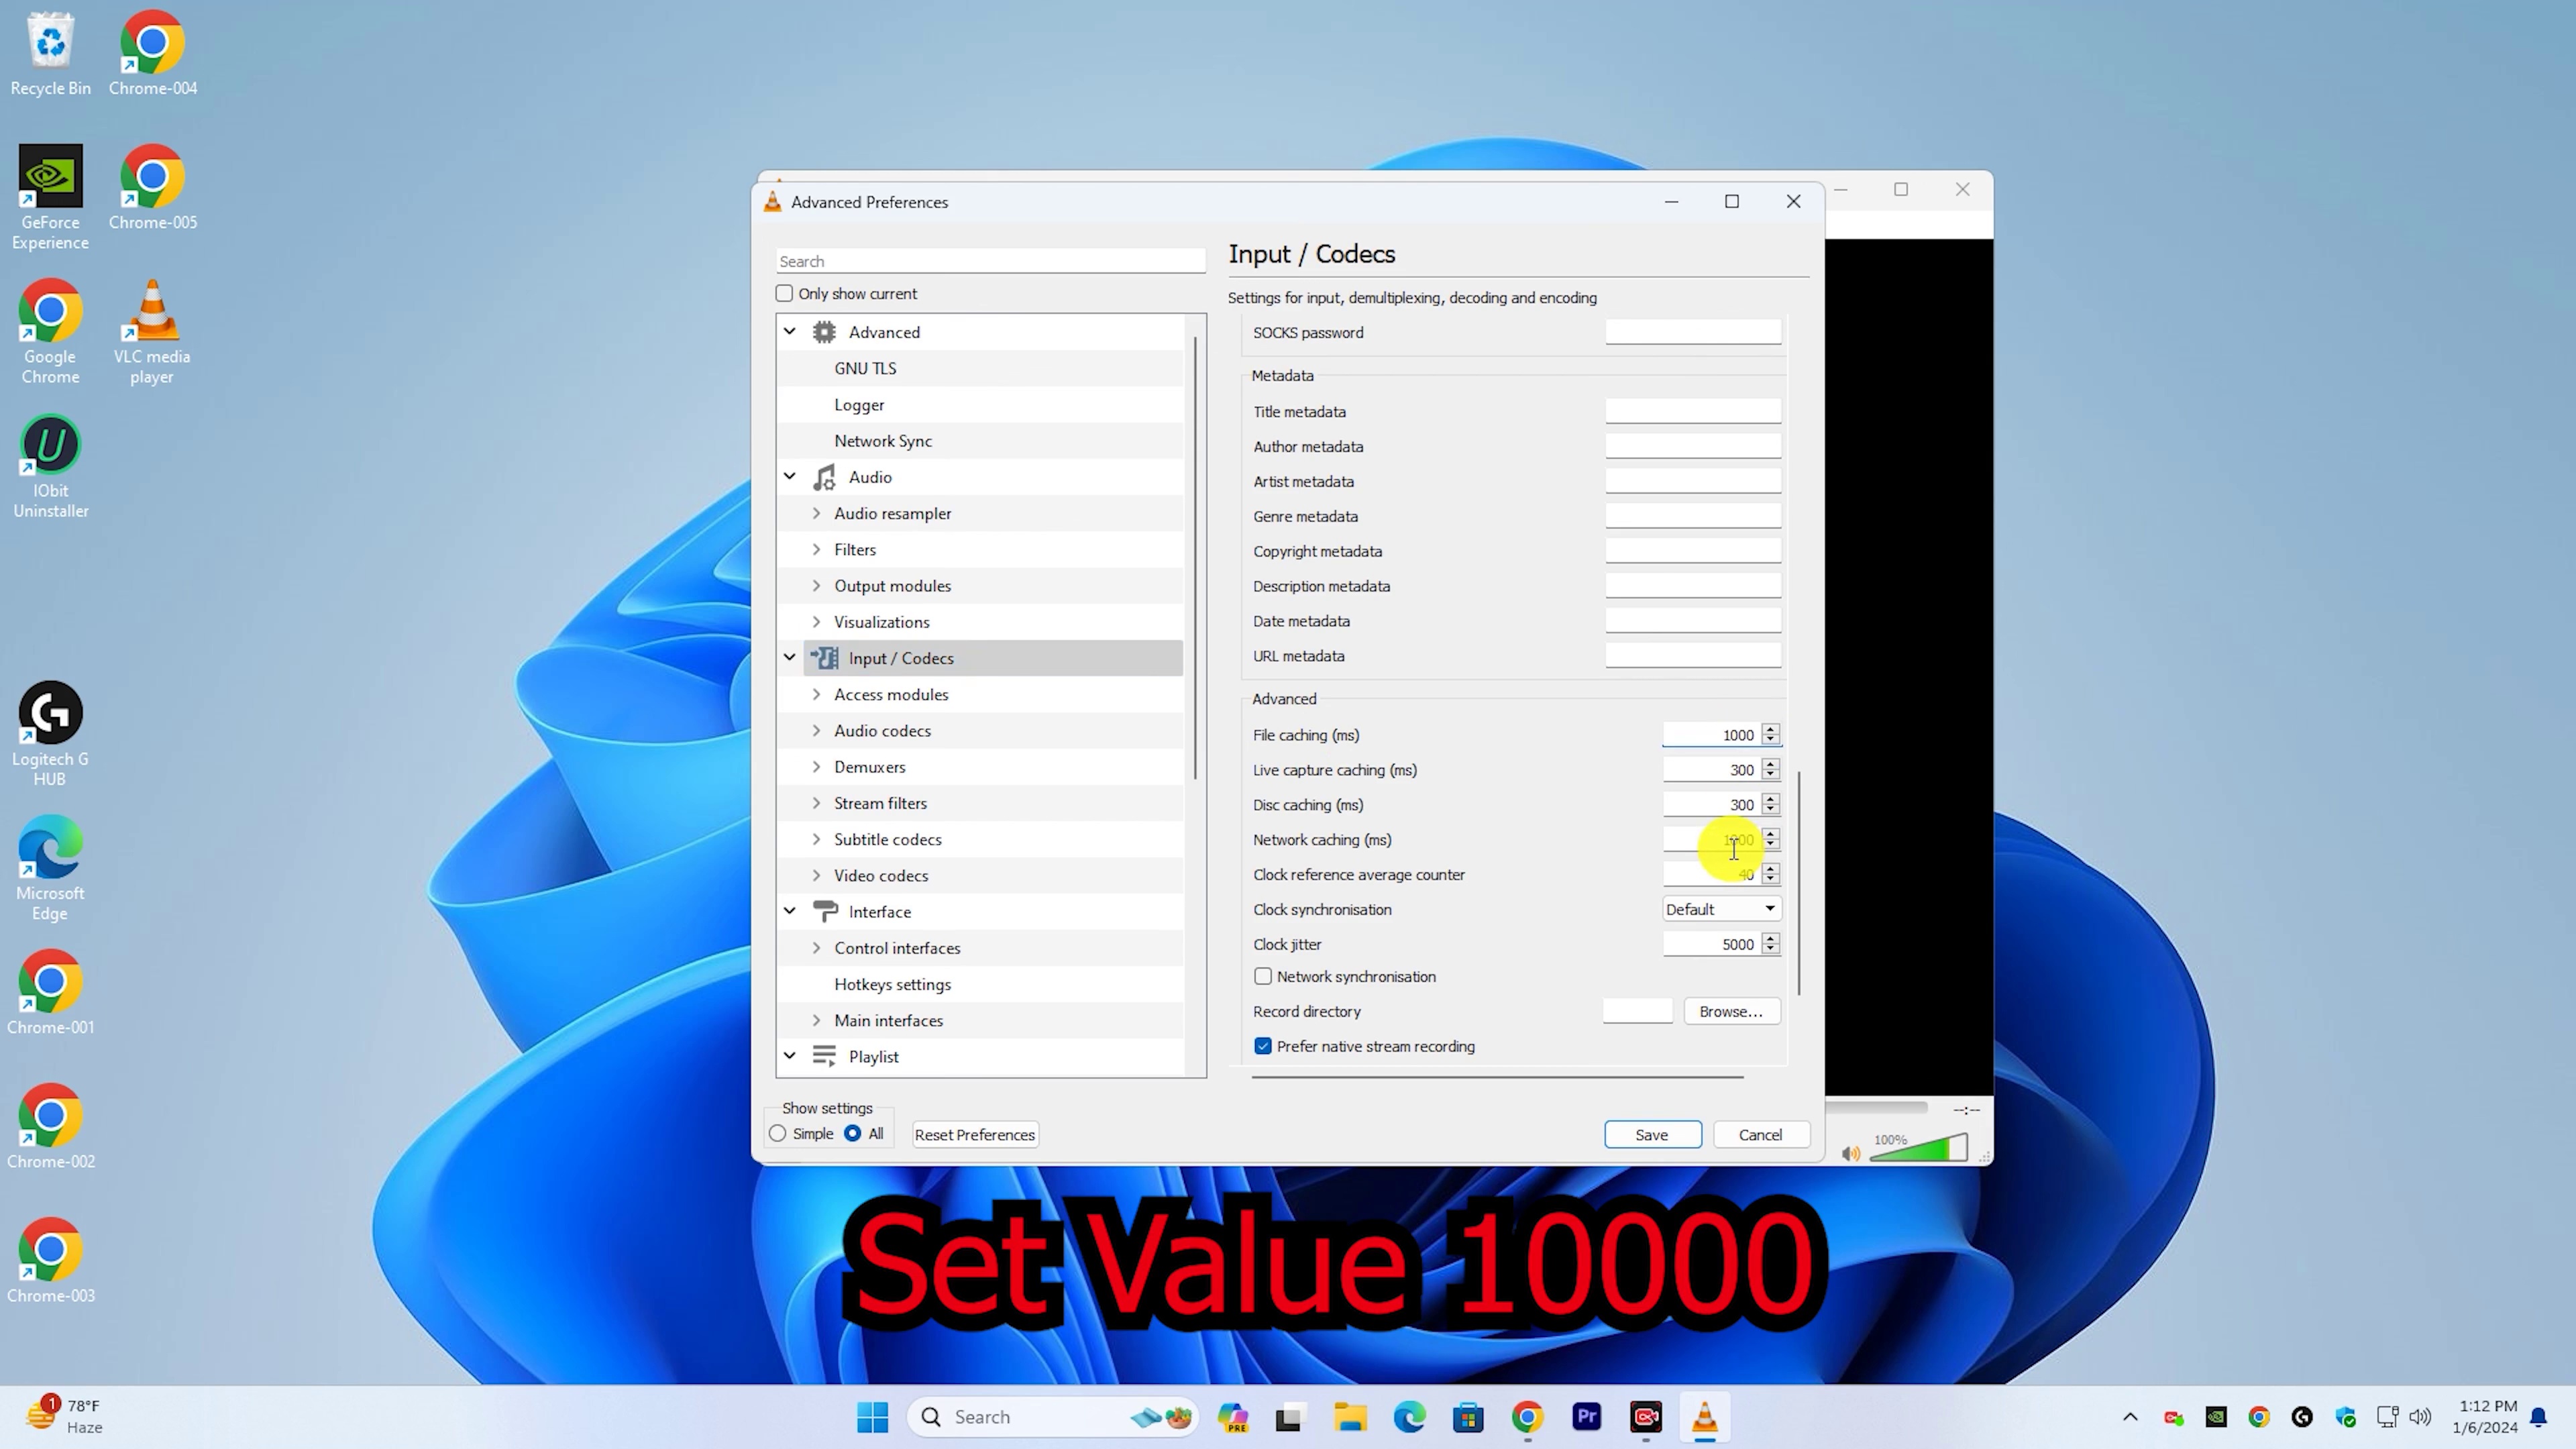 Recycle Bin
Chrome-004
GeForce
Experience
Chrome-005
Google
Chrome
VLC media
player
IObit
Uninstaller
Logitech G
HUB
Microsoft
Edge
Chrome-001
Chrome-002
Chrome-003
Advanced Preferences
Search
Only show current
Advanced
GNU TLS
Logger
Network Sync
Audio
Audio resampler
Filters
Output modules
Visualizations
Input / Codecs
Access modules
Audio codecs
Demuxers
Stream filters
Subtitle codecs
Video codecs
Interface
Control interfaces
Hotkeys settings
Main interfaces
Playlist
Show settings
Simple
All
Reset Preferences
Input / Codecs
Settings for input, demultiplexing, decoding and encoding
SOCKS password
Metadata
Title metadata
Author metadata
Artist metadata
Genre metadata
Copyright metadata
Description metadata
Date metadata
URL metadata
Advanced
File caching (ms) 1000
Live capture caching (ms) 300
Disc caching (ms) 300
Network caching (ms)
Clock reference average counter 40
Clock synchronisation Default
Clock jitter 5000
Network synchronisation
Record directory Browse...
Prefer native stream recording
Save
Cancel
--:--
100%
Set Value 10000
1
78°F
Haze
Search
PRE
Pr
1:12 PM
1/6/2024